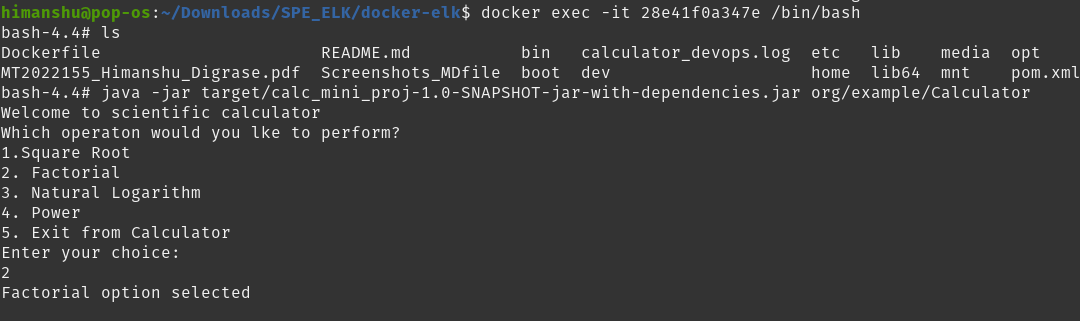 himanshu@pop-os:~/Downloads/SPE_ELK/docker-elk$ docker exec -it 28e41f0a347e /bin/bash
bash-4.4# ls
Dockerfile README.md bin calculator_devops.log etc lib media opt
MT2022155_Himanshu_Digrase.pdf Screenshots_MDfile boot dev home lib64 mnt pom.xml
bash-4.4# java -jar target/calc_mini_proj-1.0-SNAPSHOT-jar-with-dependencies.jar org/example/Calculator
Welcome to scientific calculator
Which operaton would you lke to perform?
1.Square Root
2. Factorial
3. Natural Logarithm
4. Power
5. Exit from Calculator
Enter your choice:
2
Factorial option selected